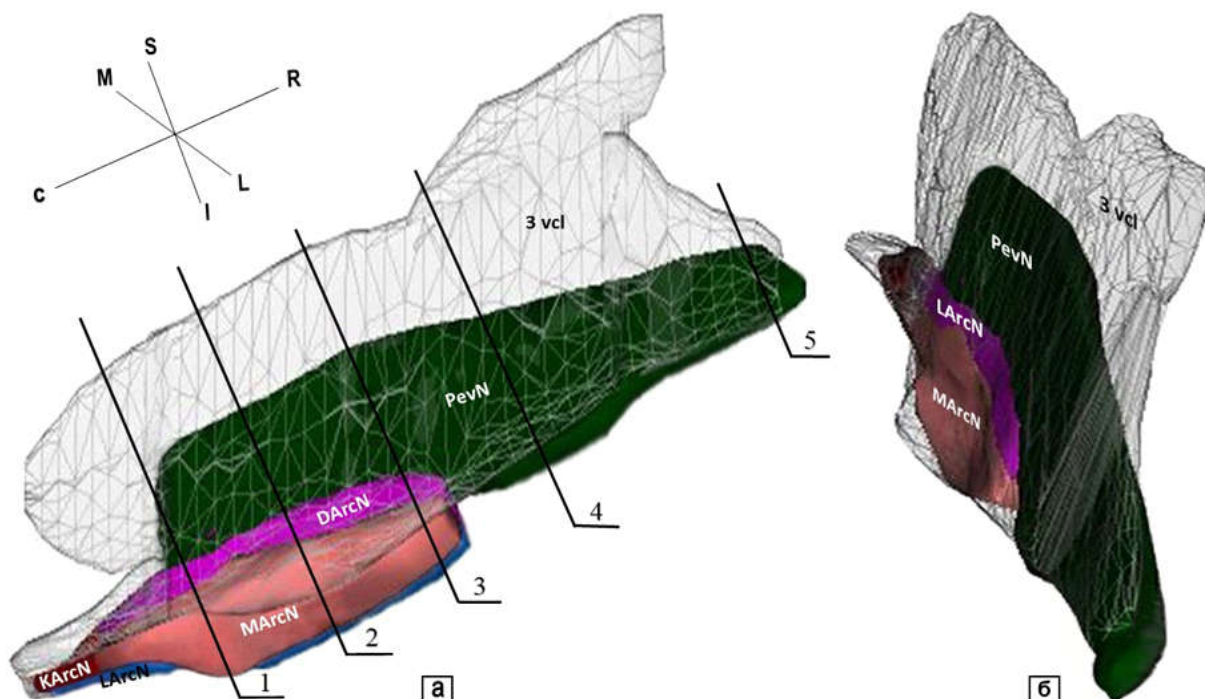 S
M
R
C
L
I
3 vcl
PevN
DArcN
MArcN
KArcN
LArcN
1
2
3
4
5
а
3 vcl
PevN
LArcN
MArcN
б